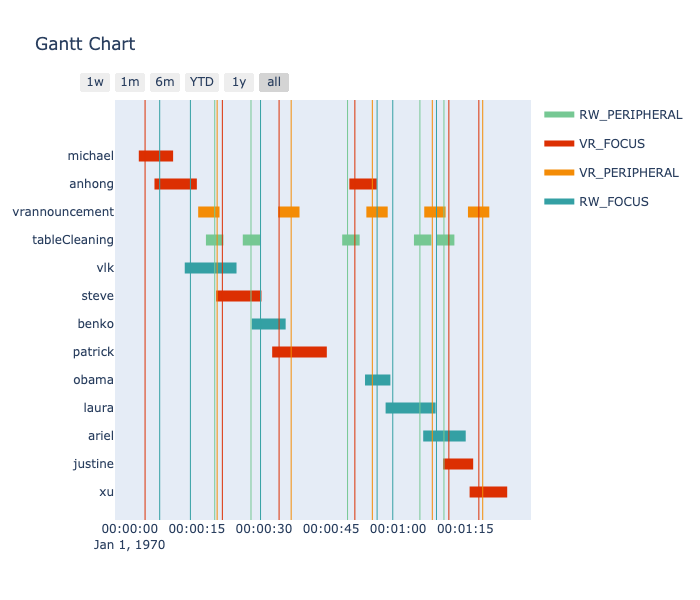 Gantt Chart
1w 1m 6m YTD 1y all
RW_PERIPHERAL
VR_FOCUS
VR_PERIPHERAL
RW_FOCUS
michael
anhong
vrannouncement
tableCleaning
vlk
steve
benko
patrick
obama
laura
ariel
justine
xu
00:00:00 00:00:15 00:00:30 00:00:45 00:01:00 00:01:15
Jan 1, 1970